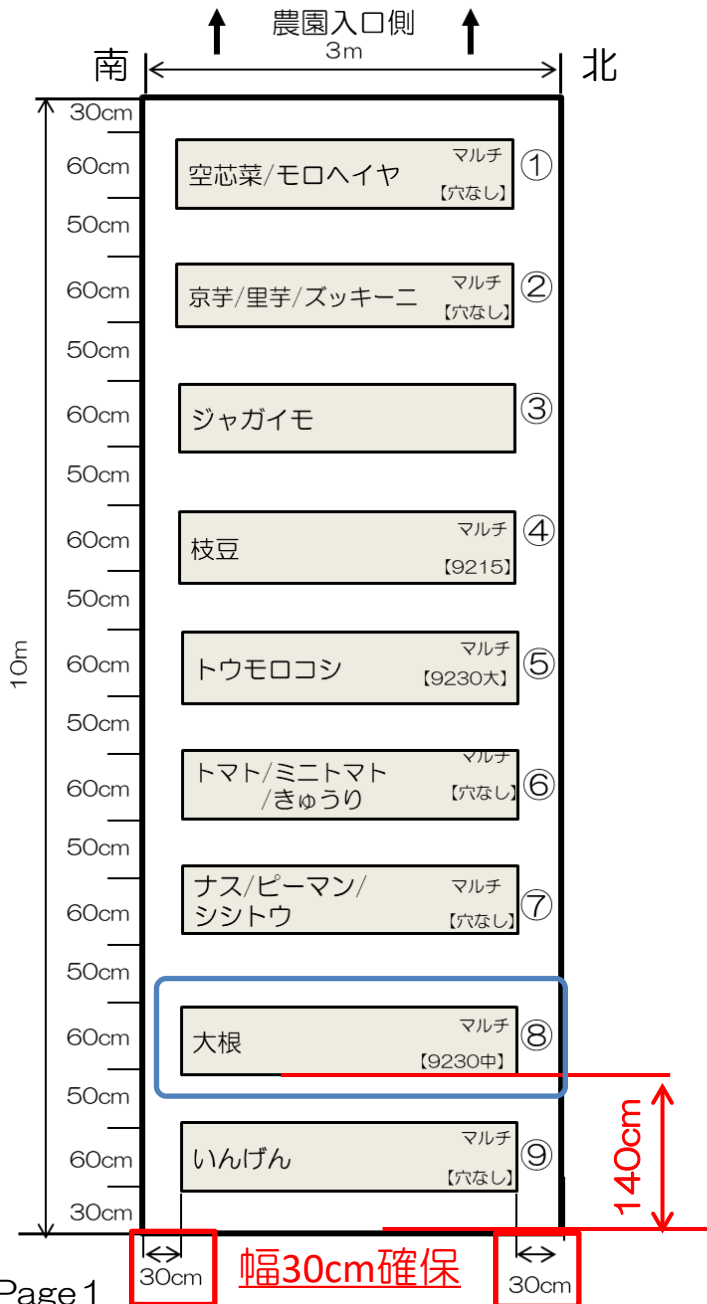 農園入口側
3m
南
北
30cm
60cm
空芯菜/モロヘイヤ
マルチ
【穴なし】
①
50cm
60cm
京芋/里芋/ズッキーニ
マルチ
【穴なし】
②
50cm
60cm
ジャガイモ
③
50cm
60cm
枝豆
マルチ
【9215】
④
50cm
10m
60cm
トウモロコシ
マルチ
【9230大】
⑤
50cm
60cm
トマト/ミニトマト
/きゅうり
マルチ
【穴なし】
⑥
50cm
60cm
ナス/ピーマン/
シシトウ
マルチ
【穴なし】
⑦
50cm
60cm
大根
マルチ
【9230中】
⑧
50cm
60cm
いんげん
マルチ
【穴なし】
⑨
140cm
30cm
30cm
幅30cm確保
30cm
Page 1